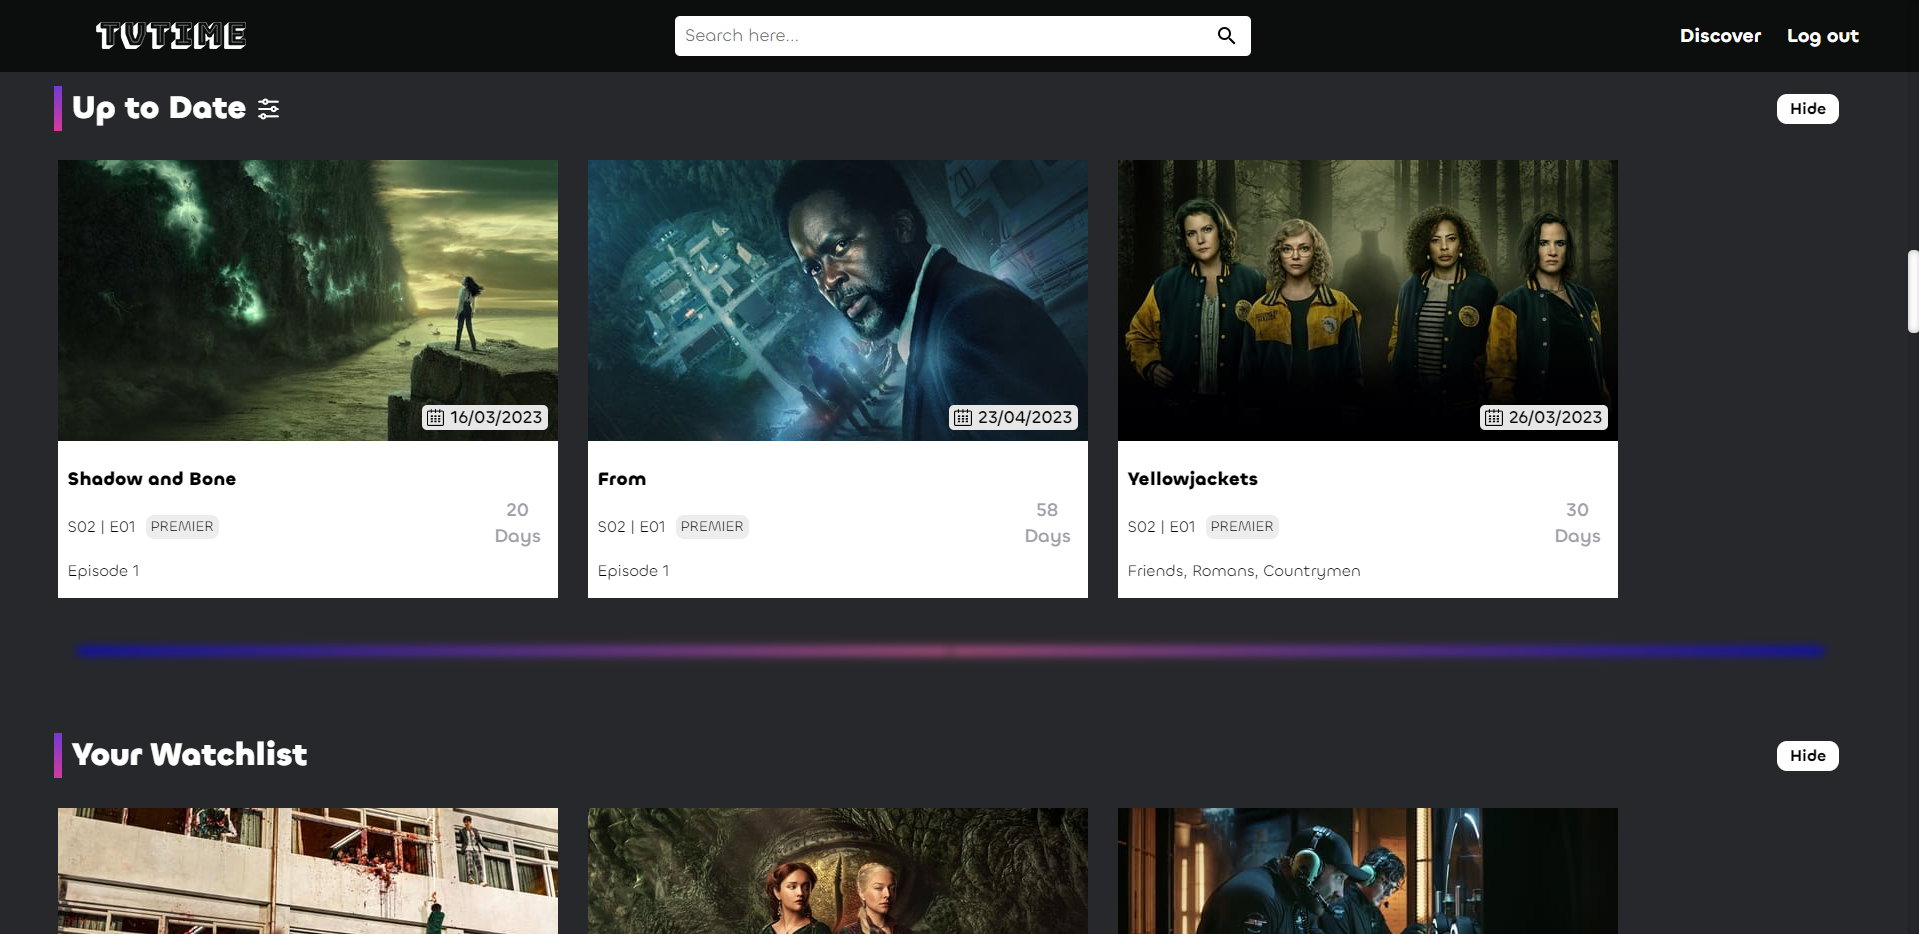 TVTIME
Search here...
Discover
Log out
Up to Date
Hide
16/03/2023
Shadow and Bone
S02 | E01 PREMIER
20
Days
Episode 1
23/04/2023
From
S02 | E01 PREMIER
58
Days
Episode 1
26/03/2023
Yellowjackets
S02 | E01 PREMIER
30
Days
Friends, Romans, Countrymen
Your Watchlist
Hide